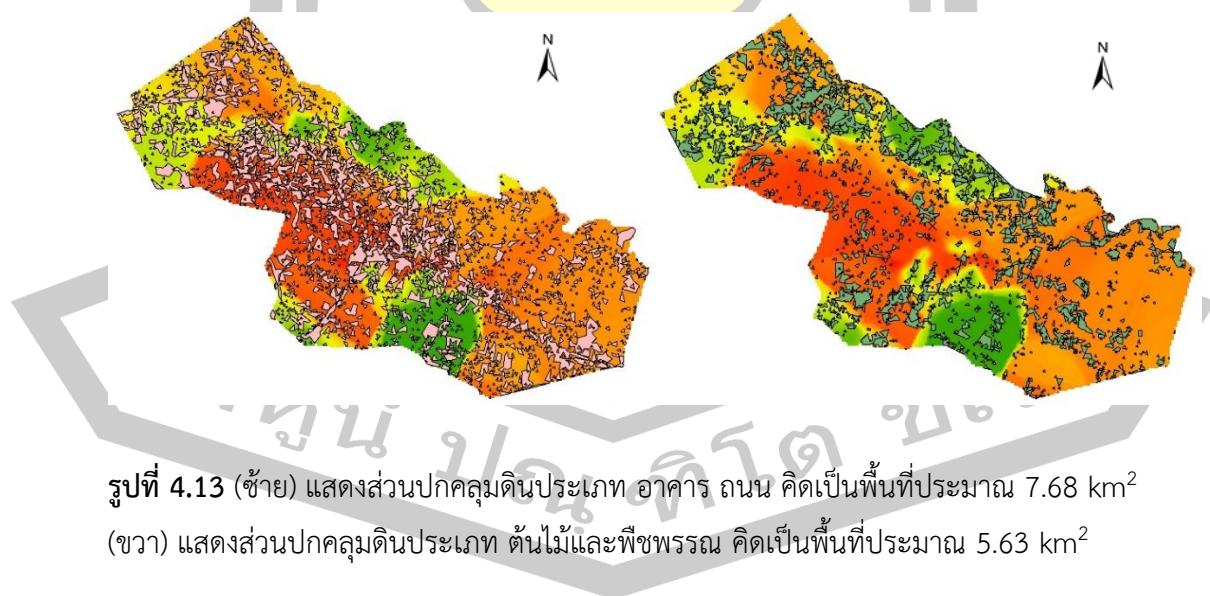 N
N
รูปที่ 4.13 (ซ้าย) แสดงส่วนปกคลุมดินประเภท อาคาร ถนน คิดเป็นพื้นที่ประมาณ 7.68 km²
(ขวา) แสดงส่วนปกคลุมดินประเภท ต้นไม้และพืชพรรณ คิดเป็นพื้นที่ประมาณ 5.63 km²